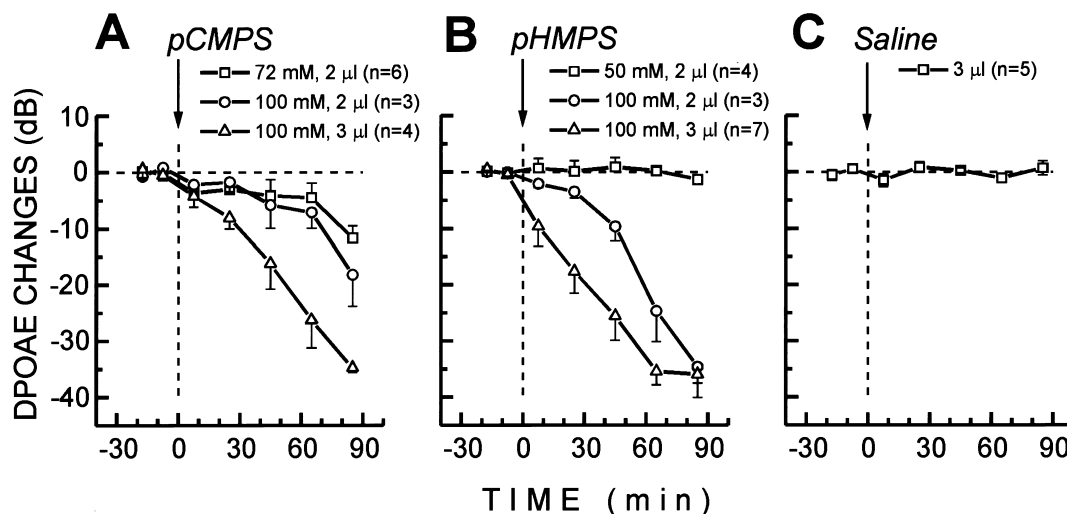 A pCMPS
72 mM, 2 µl (n=6)
100 mM, 2 µl (n=3)
100 mM, 3 µl (n=4)
B pHMPS
50 mM, 2 µl (n=4)
100 mM, 2 µl (n=3)
100 mM, 3 µl (n=7)
C Saline
3 µl (n=5)
DPOAE CHANGES (dB)
10
0
-10
-20
-30
-40
-30 0 30 60 90
-30 0 30 60 90
-30 0 30 60 90
TIME (min)